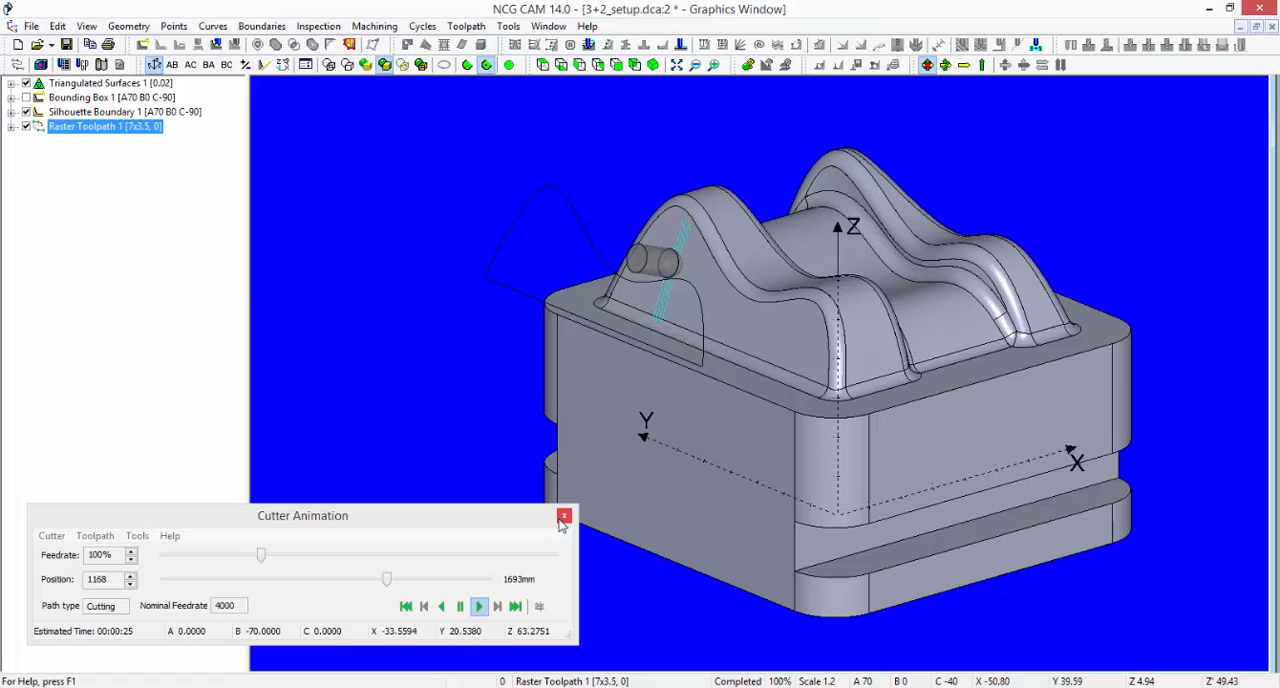 NCG CAM 14.0 - [3+2_setup.dca:2 * - Graphics Window]
File Edit View Geometry Points Curves Boundaries Inspection Machining Cycles Toolpath Tools Window Help
AB AC BA BC
Triangulated Surfaces 1 [0.02]
Bounding Box 1 [A70 B0 C-90]
Silhouette Boundary 1 [A70 B0 C-90]
Raster Toolpath 1 [7x3.5, 0]
Z
Y
X
Cutter Animation
x
Cutter Toolpath Tools Help
Feedrate: 100%
Position: 1168 1693mm
Path type Cutting Nominal Feedrate 4000
Estimated Time: 00:00:25 A 0.0000 B -70.0000 C 0.0000 X -33.5594 Y 20.5380 Z 63.2751
For Help, press F1 0 Raster Toolpath 1 [7x3.5, 0] Completed 100% Scale 1.2 A 70 B 0 C -40 X -50.80 Y 39.59 Z 4.94 Z' 49.43